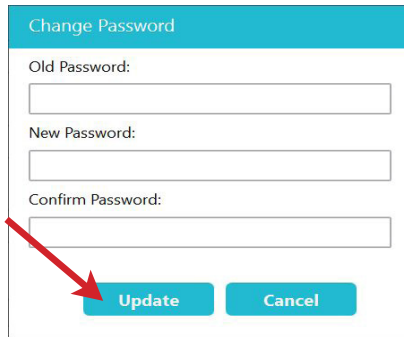 Change Password
Old Password:
New Password:
Confirm Password:
Update Cancel